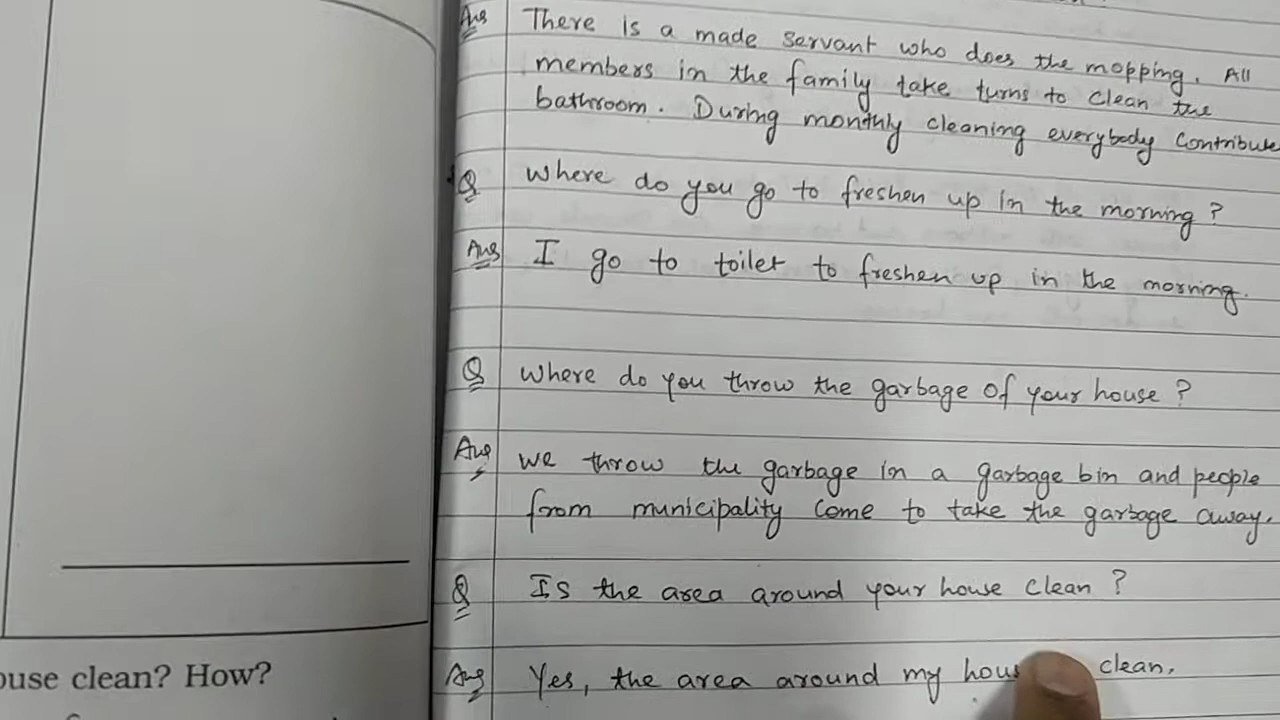 Ans There is a made servant who does the mopping. All
members in the family take turns to clean the
bathroom. During monthly cleaning everybody contribute
Q Where do you go to freshen up in the morning?
Ans I go to toilet to freshen up in the morning.
Q Where do you throw the garbage of your house?
Ans We throw the garbage in a garbage bin and people
from municipality come to take the garbage away.
Q Is the area around your house clean?
Ans Yes, the area around my hous clean.
ouse clean? How?